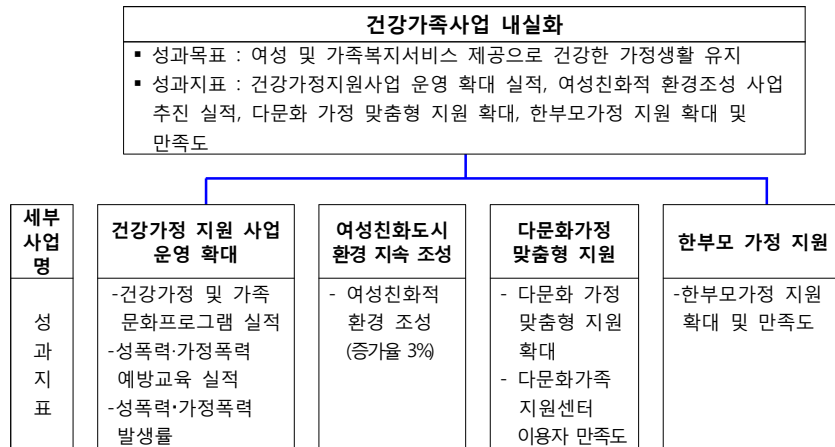 건강가족사업 내실화
▪ 성과목표 : 여성 및 가족복지서비스 제공으로 건강한 가정생활 유지
▪ 성과지표 : 건강가정지원사업 운영 확대 실적, 여성친화적 환경조성 사업
추진 실적, 다문화 가정 맞춤형 지원 확대, 한부모가정 지원 확대 및
만족도
세부
사업
명
건강가정 지원 사업
운영 확대
여성친화도시
환경 지속 조성
다문화가정
맞춤형 지원
한부모 가정 지원
성
과
지
표
-건강가정 및 가족
문화프로그램 실적
-성폭력·가정폭력
예방교육 실적
-성폭력·가정폭력
발생률
- 여성친화적
환경 조성
(증가율 3%)
- 다문화 가정
맞춤형 지원
확대
- 다문화가족
지원센터
이용자 만족도
-한부모가정 지원
확대 및 만족도